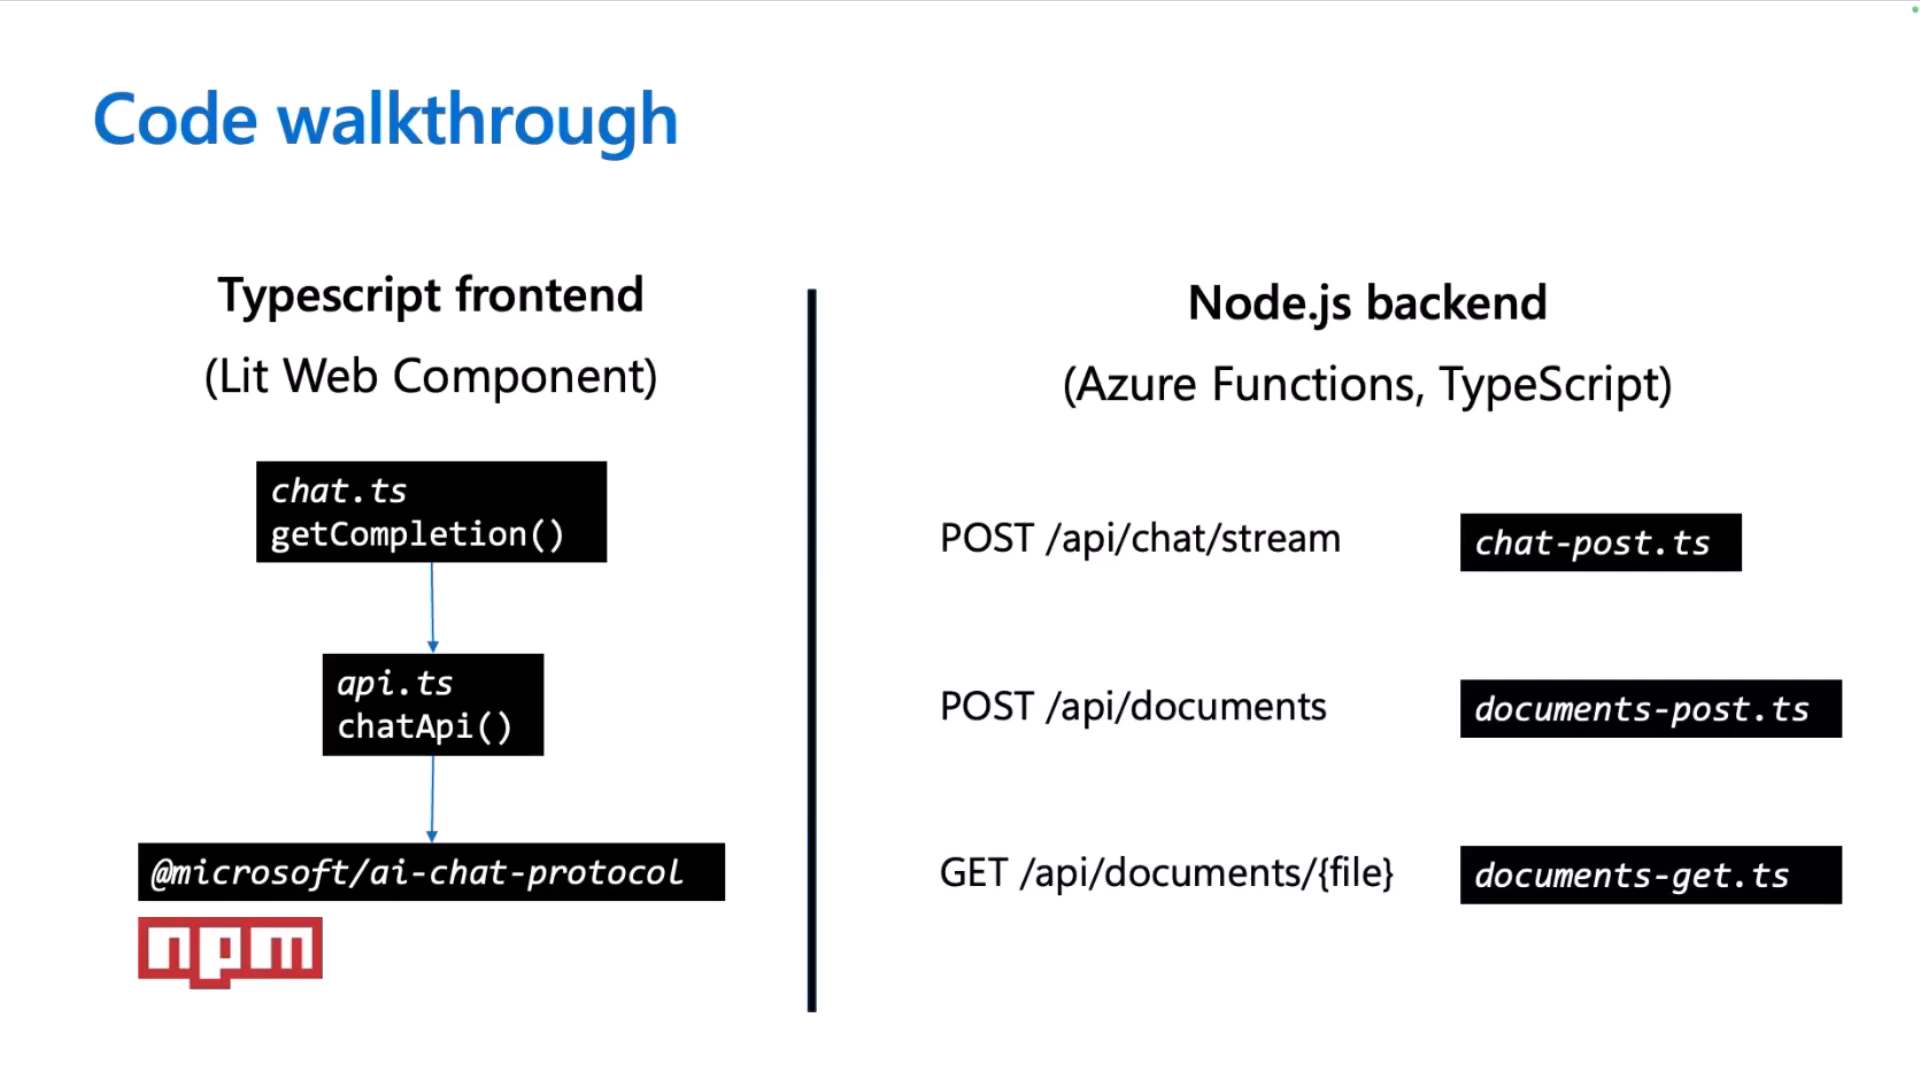 Code walkthrough
Typescript frontend
(Lit Web Component)
chat.ts
getCompletion()
api.ts
chatApi()
@microsoft/ai-chat-protocol
npm
Node.js backend
(Azure Functions, TypeScript)
POST /api/chat/stream
chat-post.ts
POST /api/documents
documents-post.ts
GET /api/documents/{file}
documents-get.ts